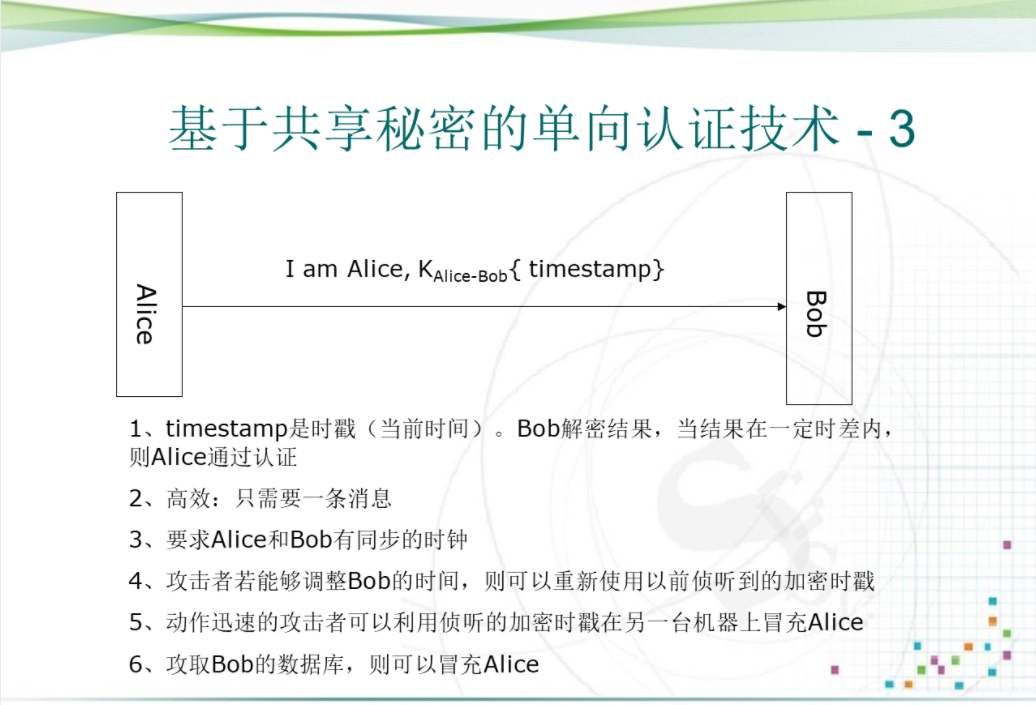 基于共享秘密的单向认证技术 - 3
I am Alice, K Alice-Bob{ timestamp}
Alice
Bob
1、timestamp是时戳（当前时间）。Bob解密结果，当结果在一定时差内，
则Alice通过认证
2、高效：只需要一条消息
3、要求Alice和Bob有同步的时钟
4、攻击者若能够调整Bob的时间，则可以重新使用以前侦听到的加密时戳
5、动作迅速的攻击者可以利用侦听的加密时戳在另一台机器上冒充Alice
6、攻取Bob的数据库，则可以冒充Alice